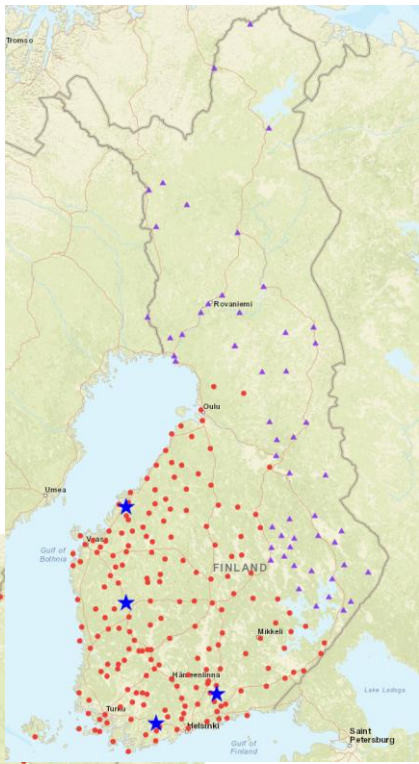 Tromso
Rovaniemi
Oulu
Umea
Vaasa
Gulf of
Bothnia
FINLAND
Mikkeli
Hämeenlinna
Lake Ladoga
Turku
Helsinki
Gulf of
Finland
Saint
Petersburg